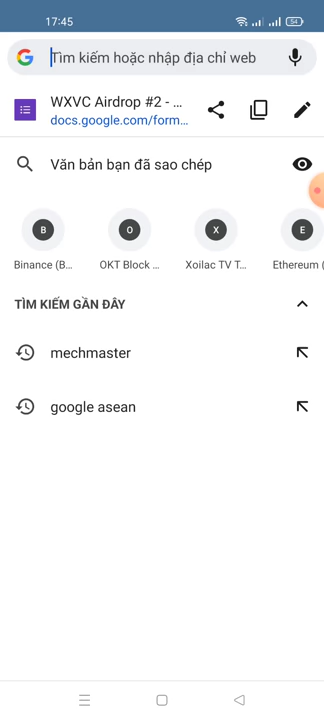 17:45
54
Tìm kiếm hoặc nhập địa chỉ web
WXVC Airdrop #2 - ...
docs.google.com/form...
Văn bản bạn đã sao chép
B
O
X
E
Binance (B...
OKT Block ...
Xoilac TV T...
Ethereum (
TÌM KIẾM GẦN ĐÂY
mechmaster
google asean